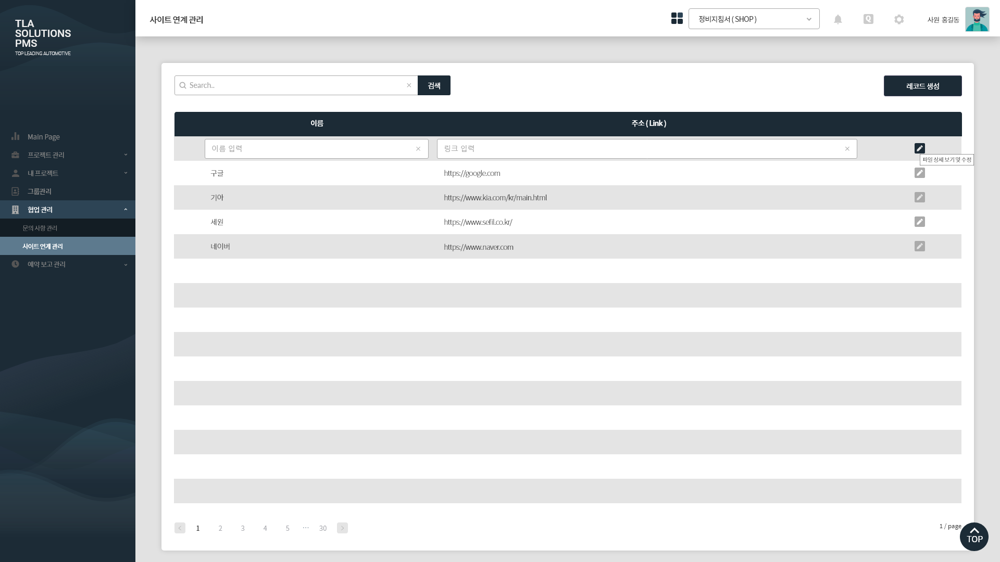 TLA
SOLUTIONS
PMS
TOP LEADING AUTOMOTIVE
사이트 연계 관리
정비지침서 ( SHOP )
Q
사원 홍길동
Main Page
프로젝트 관리
내 프로젝트
그룹관리
협업 관리
문의 사항 관리
사이트 연계 관리
예약 보고 관리
Search..
검색
레코드 생성
이름
주소 ( Link )
이름 입력
링크 입력
파일 상세 보기 및 수정
구글
https://google.com
기아
https://www.kia.com/kr/main.html
세원
https://www.sefil.co.kr/
네이버
https://www.naver.com
1 2 3 4 5 ··· 30
1 / page
TOP